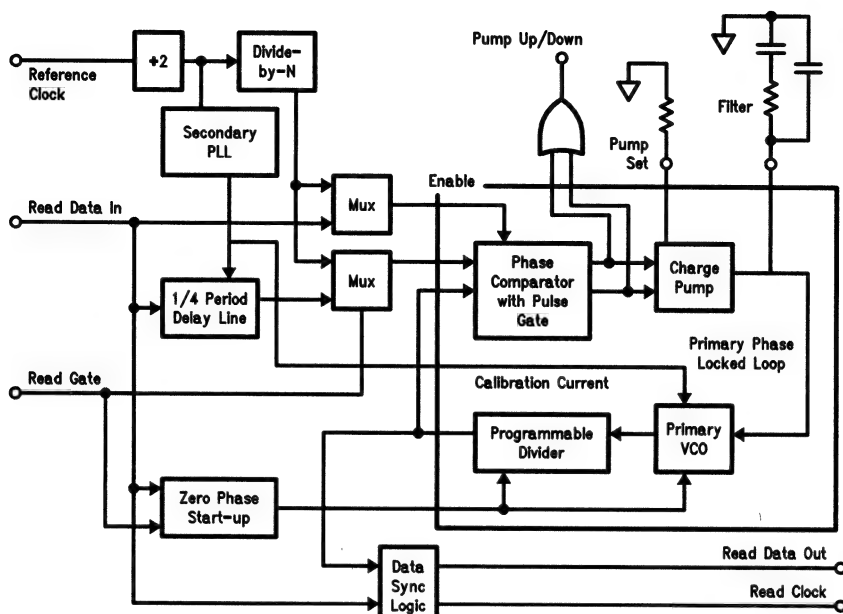 Reference
Clock
÷2
Divide-
by-N
Secondary
PLL
Pump Up/Down
Pump
Set
Filter
Read Data In
Mux
Enable
Mux
1/4 Period
Delay Line
Phase
Comparator
with Pulse
Gate
Charge
Pump
Primary Phase
Locked Loop
Read Gate
Calibration Current
Programmable
Divider
Primary
VCO
Zero Phase
Start-up
Data
Sync
Logic
Read Data Out
Read Clock